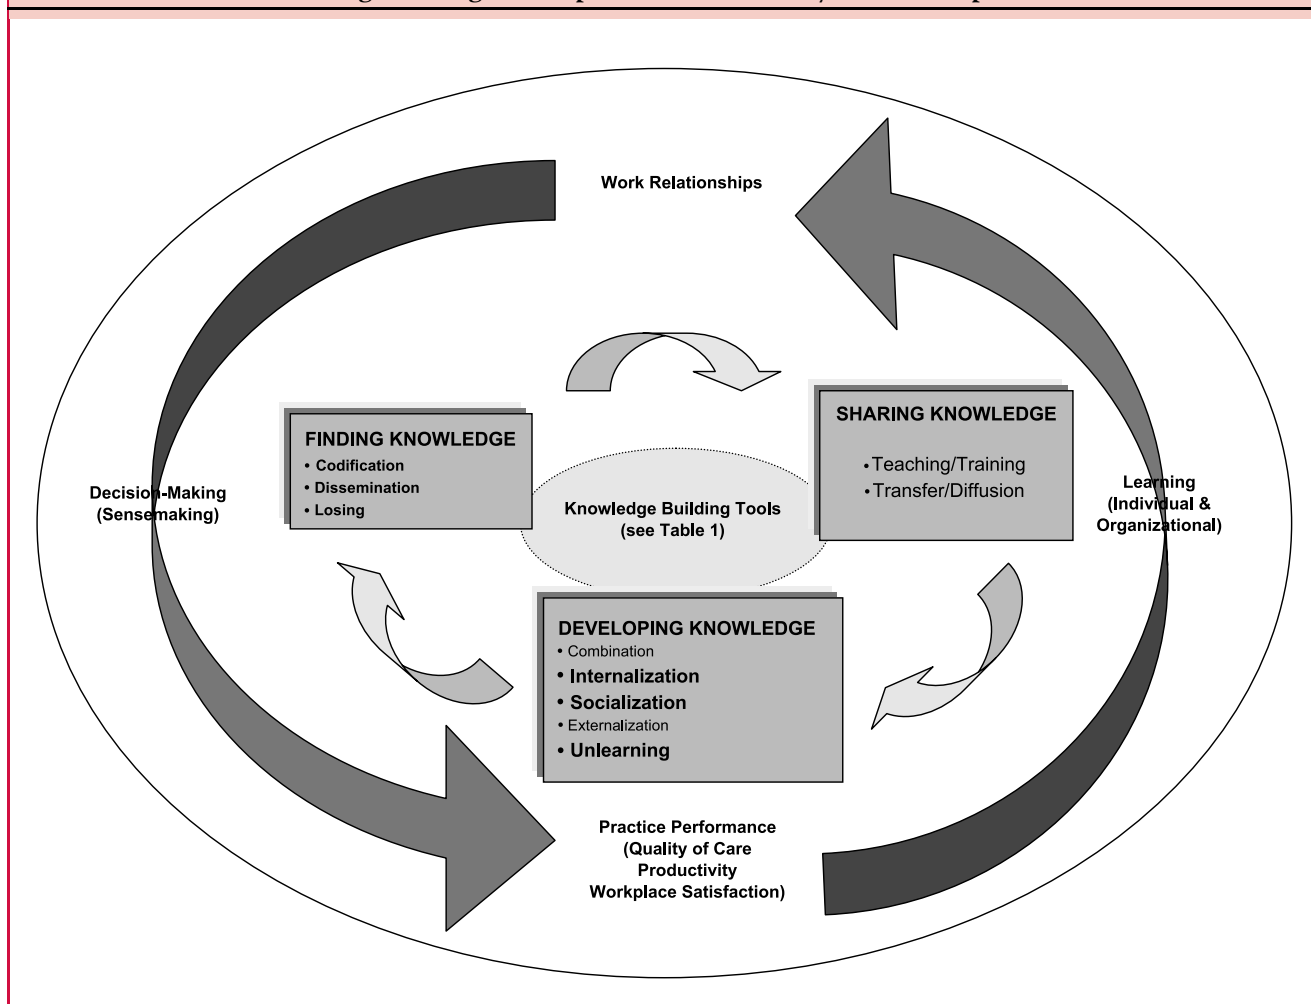 Work Relationships
FINDING KNOWLEDGE
• Codification
• Dissemination
• Losing
SHARING KNOWLEDGE
• Teaching/Training
• Transfer/Diffusion
Decision-Making
(Sensemaking)
Knowledge Building Tools
(see Table 1)
Learning
(Individual &
Organizational)
DEVELOPING KNOWLEDGE
• Combination
• Internalization
• Socialization
• Externalization
• Unlearning
Practice Performance
(Quality of Care
Productivity
Workplace Satisfaction)